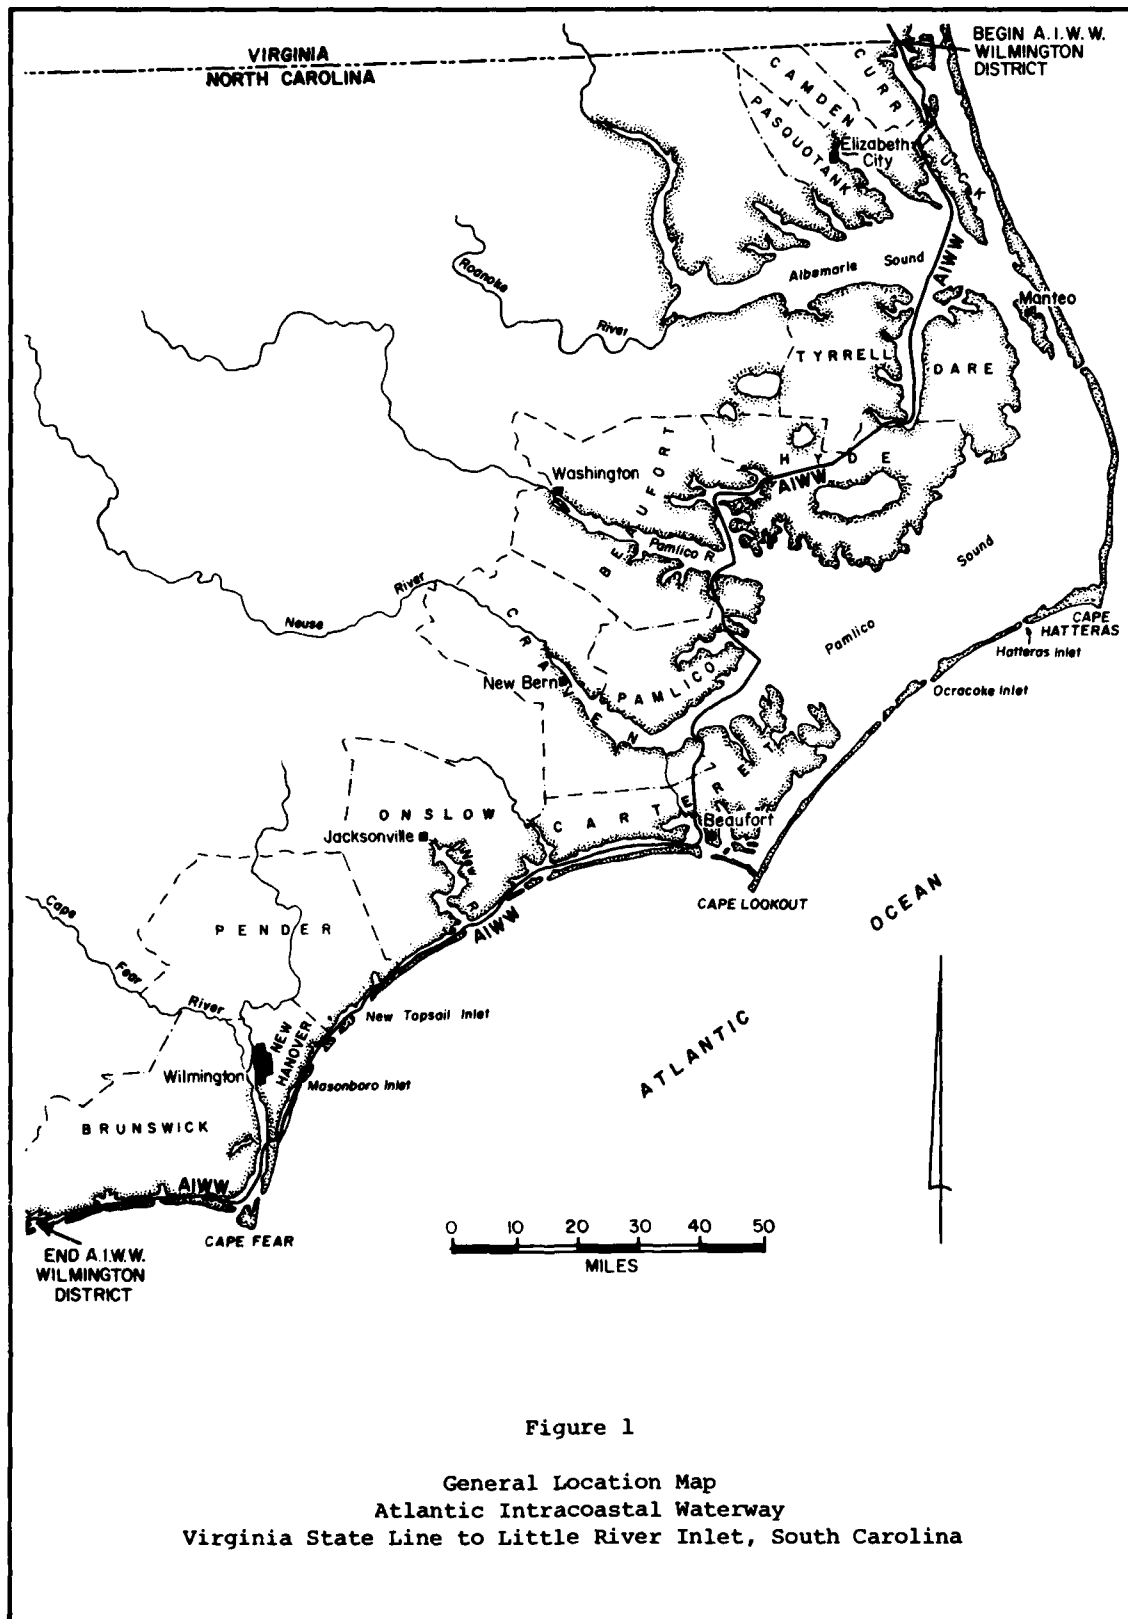 BEGIN A.I.W.W.
WILMINGTON
DISTRICT
VIRGINIA
NORTH CAROLINA
CURRITUCK
CAMDEN
PASQUOTANK
Elizabeth
City
Albemarle Sound
AIWW
Roanoke
River
Manteo
TYRRELL
DARE
HYDE
AIWW
BEAUFORT
Washington
Pamlico R.
Pamlico
Sound
Neuse
River
CRAVEN
New Bern
PAMLICO
CAPE
HATTERAS
Hatteras Inlet
Ocracoke Inlet
CARTERET
Beaufort
CAPE LOOKOUT
ONSLOW
Jacksonville
New R.
AIWW
PENDER
Cape
Fear
River
New Topsail Inlet
NEW
HANOVER
Wilmington
Masonboro Inlet
BRUNSWICK
AIWW
CAPE FEAR
END A.I.W.W.
WILMINGTON
DISTRICT
ATLANTIC
OCEAN
0 10 20 30 40 50
MILES
Figure 1
General Location Map
Atlantic Intracoastal Waterway
Virginia State Line to Little River Inlet, South Carolina